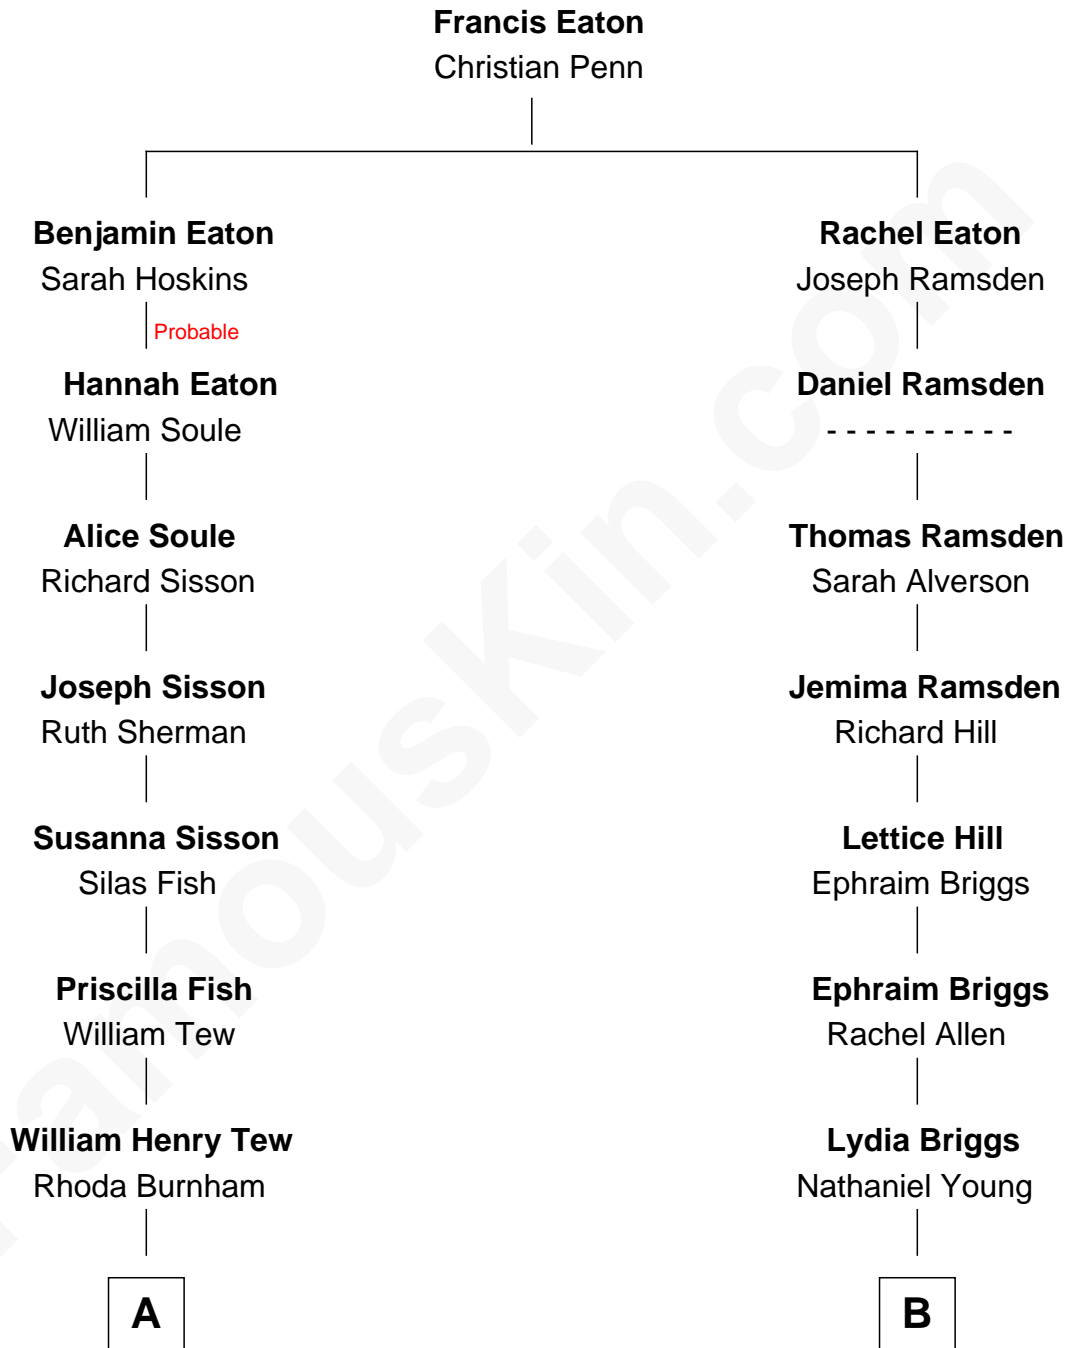 Francis Eaton
Christian Penn
Benjamin Eaton
Sarah Hoskins
Probable
Hannah Eaton
William Soule
Alice Soule
Richard Sisson
Joseph Sisson
Ruth Sherman
Susanna Sisson
Silas Fish
Priscilla Fish
William Tew
William Henry Tew
Rhoda Burnham
A
Rachel Eaton
Joseph Ramsden
Daniel Ramsden
- - - - - - - - - -
Thomas Ramsden
Sarah Alverson
Jemima Ramsden
Richard Hill
Lettice Hill
Ephraim Briggs
Ephraim Briggs
Rachel Allen
Lydia Briggs
Nathaniel Young
B
FamousKin.com